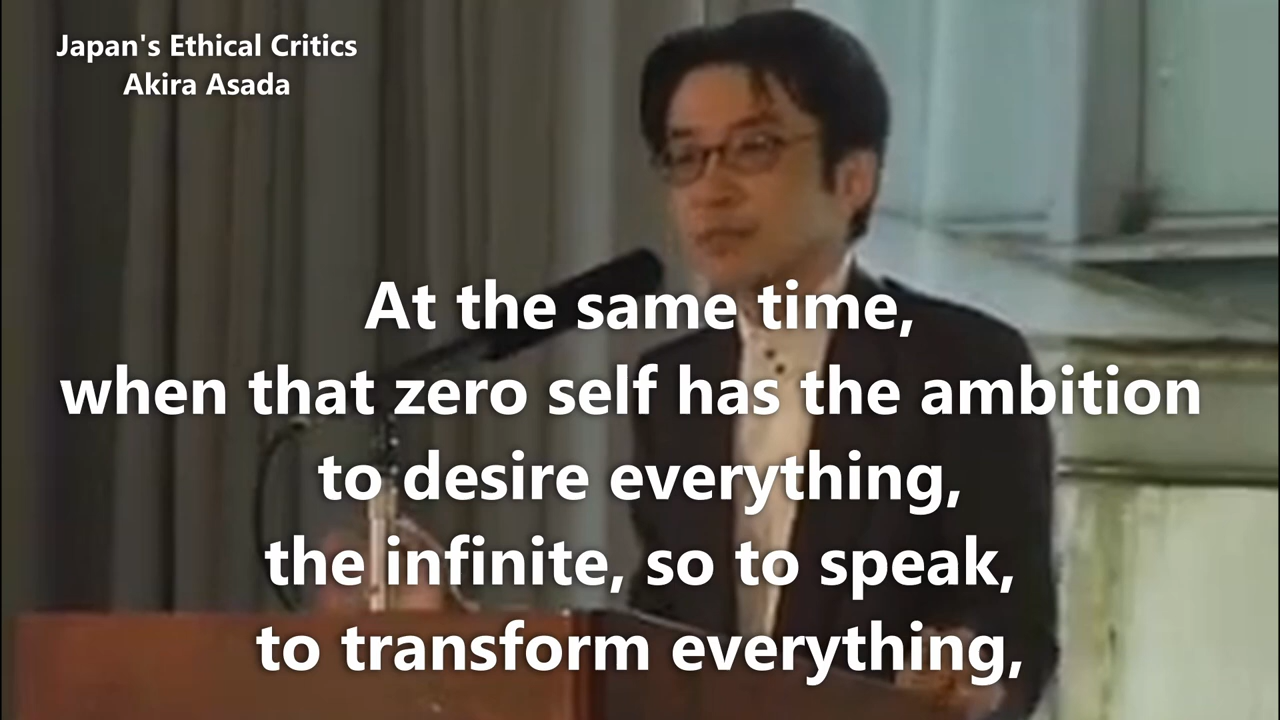 Japan's Ethical Critics
Akira Asada
At the same time,
when that zero self has the ambition
to desire everything,
the infinite, so to speak,
to transform everything,